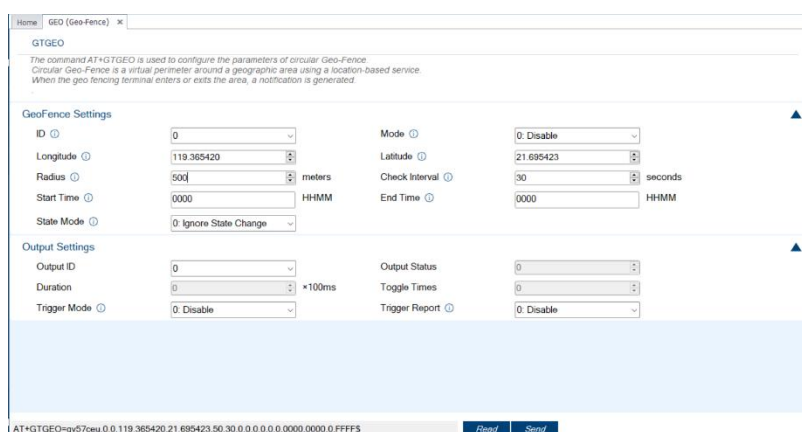 Home GEO (Geo-Fence) ×
GTGEO
The command AT+GTGEO is used to configure the parameters of circular Geo-Fence
Circular Geo-Fence is a virtual perimeter around a geographic area using a location-based service.
When the geo fencing terminal enters or exits the area, a notification is generated.
GeoFence Settings
ID 0 Mode 0: Disable
Longitude 119.365420 Latitude 21.695423
Radius 500 meters Check Interval 30 seconds
Start Time 0000 HHMM End Time 0000 HHMM
State Mode 0: Ignore State Change
Output Settings
Output ID 0 Output Status 0
Duration 0 ×100ms Toggle Times 0
Trigger Mode 0: Disable Trigger Report 0: Disable
AT+GTGEO=gv57ceu,0,0,119.365420,21.695423,50,30,0,0,0,0,0,0,0000,0000,0,FFFF$ Read Send